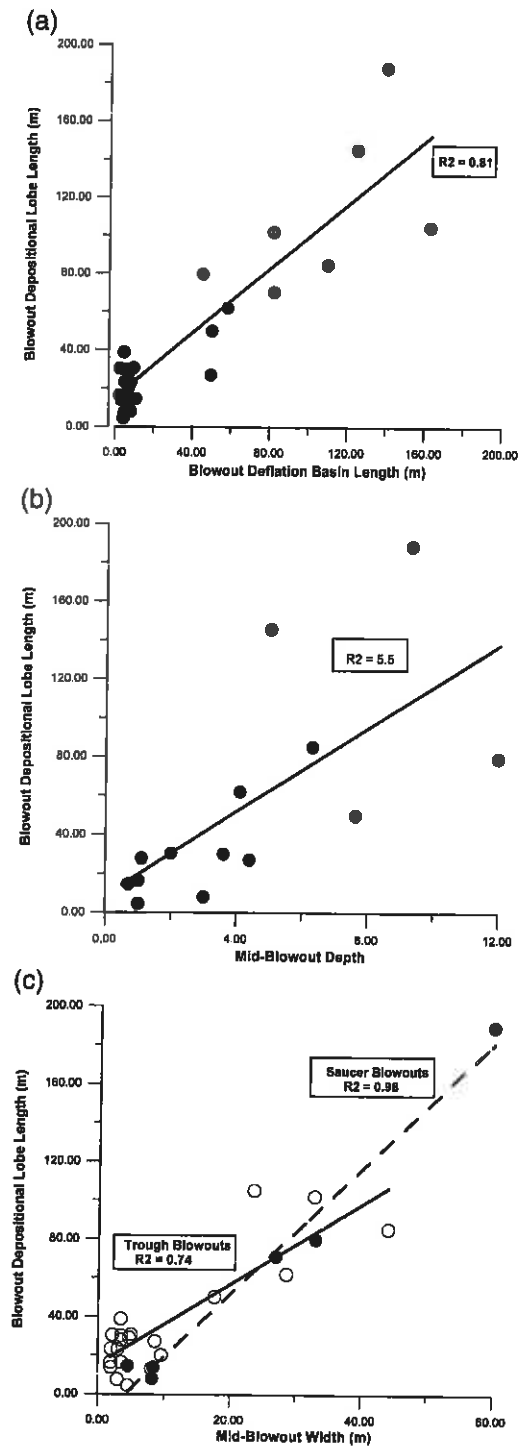 (a)
200.00
160.00
120.00
80.00
40.00
0.00
Blowout Depositional Lobe Length (m)
R2 = 0.81
0.00 40.00 80.00 120.00 160.00 200.00
Blowout Deflation Basin Length (m)
(b)
200.00
160.00
120.00
80.00
40.00
0.00
Blowout Depositional Lobe Length (m)
R2 = 5.5
0.00 4.00 8.00 12.00
Mid-Blowout Depth
(c)
200.00
160.00
120.00
80.00
40.00
0.00
Blowout Depositional Lobe Length (m)
Saucer Blowouts
R2 = 0.98
Trough Blowouts
R2 = 0.74
0.00 20.00 40.00 60.00
Mid-Blowout Width (m)